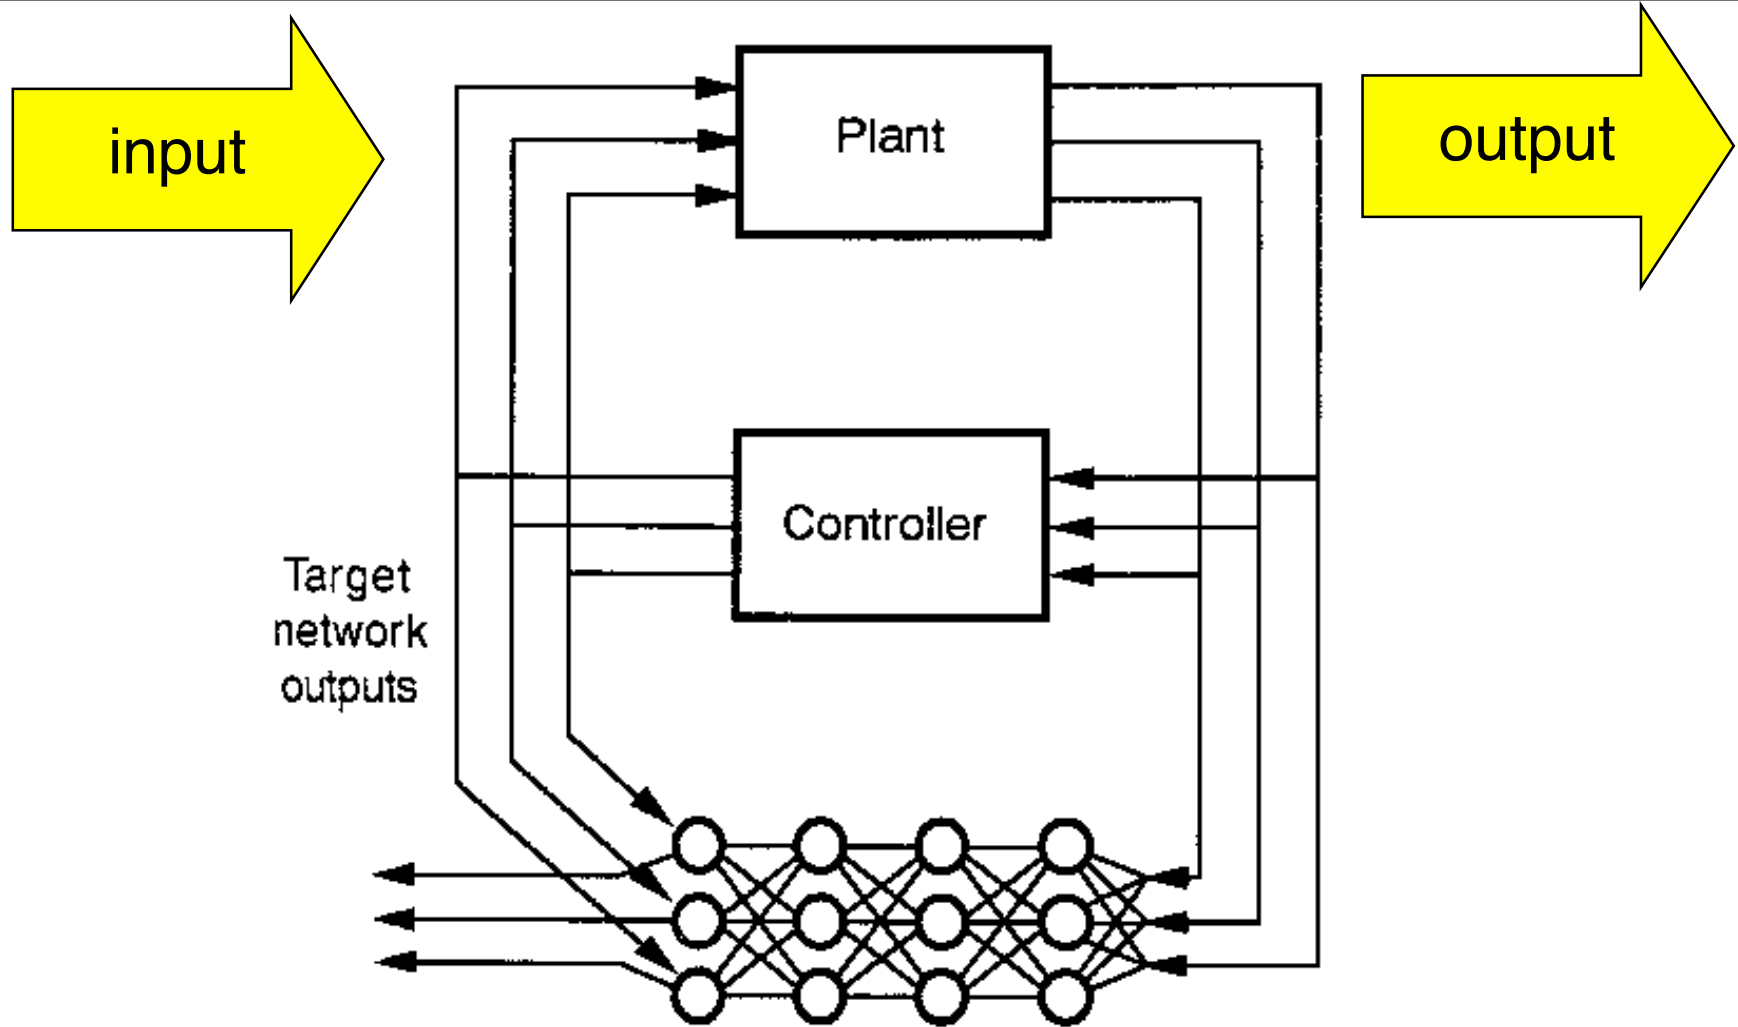 input
Plant
output
Controller
Target
network
outputs